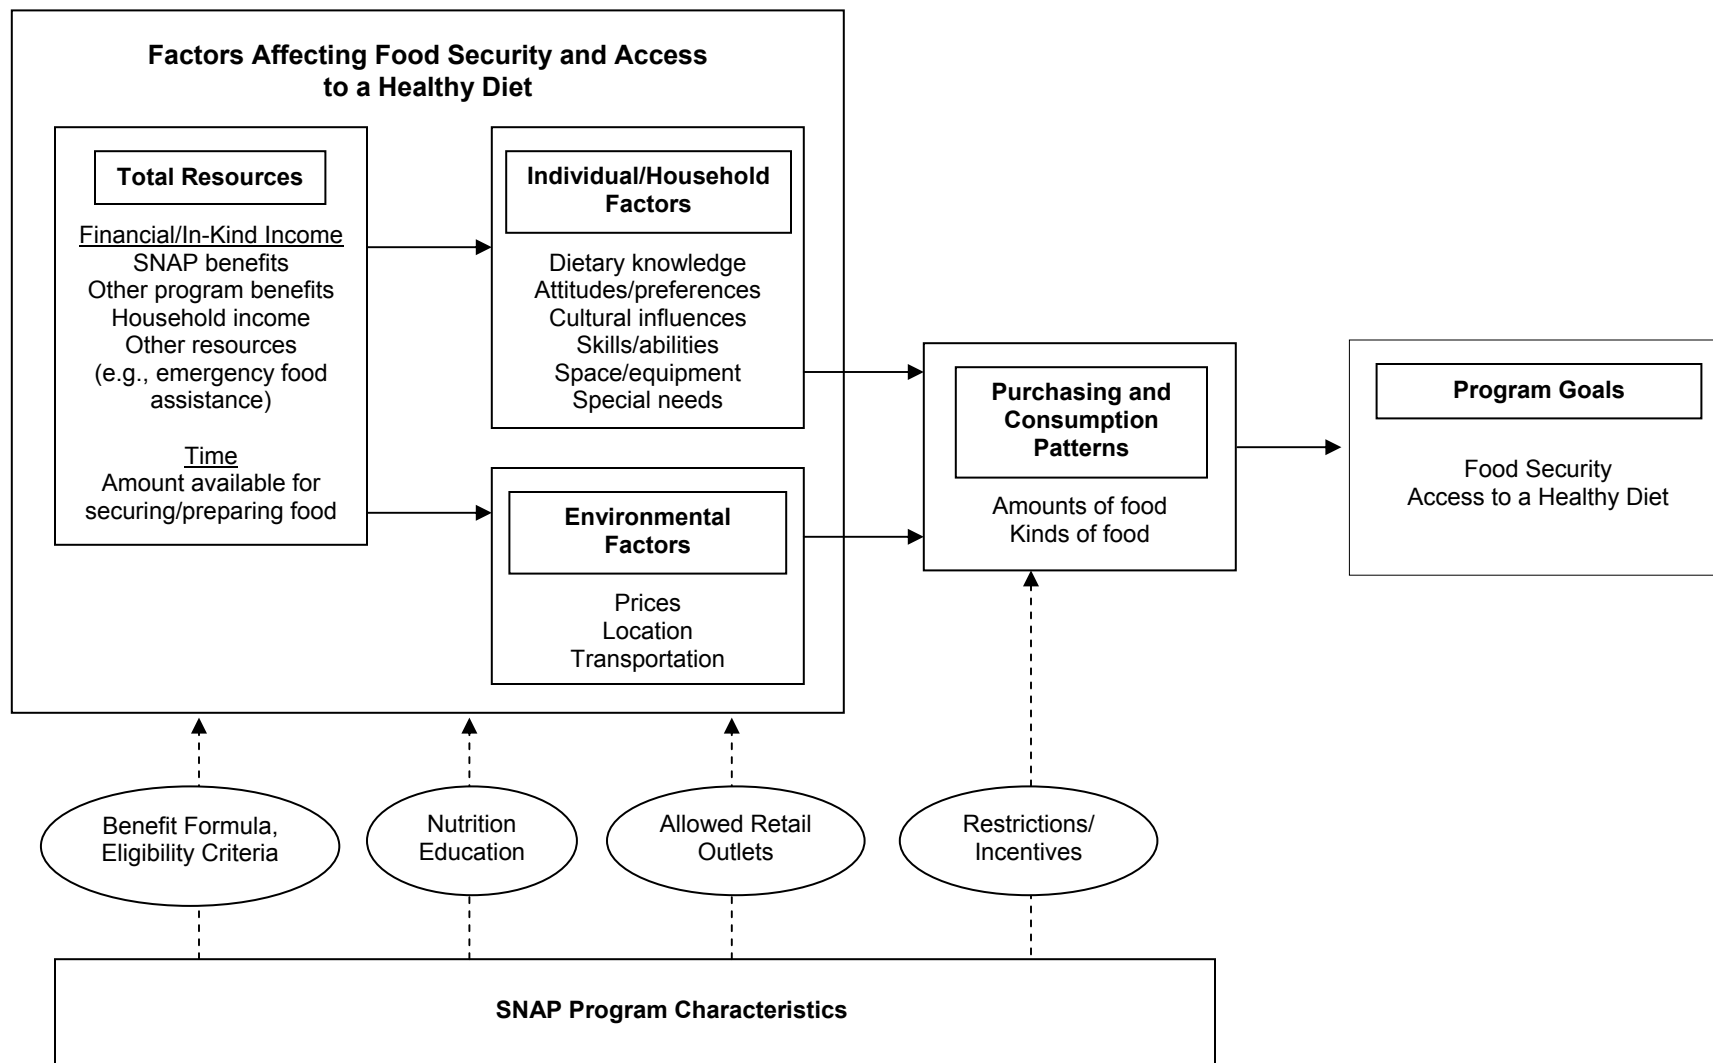 Factors Affecting Food Security and Access
to a Healthy Diet
Total Resources
Financial/In-Kind Income
SNAP benefits
Other program benefits
Household income
Other resources
(e.g., emergency food
assistance)
Time
Amount available for
securing/preparing food
Individual/Household
Factors
Dietary knowledge
Attitudes/preferences
Cultural influences
Skills/abilities
Space/equipment
Special needs
Environmental
Factors
Prices
Location
Transportation
Purchasing and
Consumption
Patterns
Amounts of food
Kinds of food
Program Goals
Food Security
Access to a Healthy Diet
Benefit Formula,
Eligibility Criteria
Nutrition
Education
Allowed Retail
Outlets
Restrictions/
Incentives
SNAP Program Characteristics